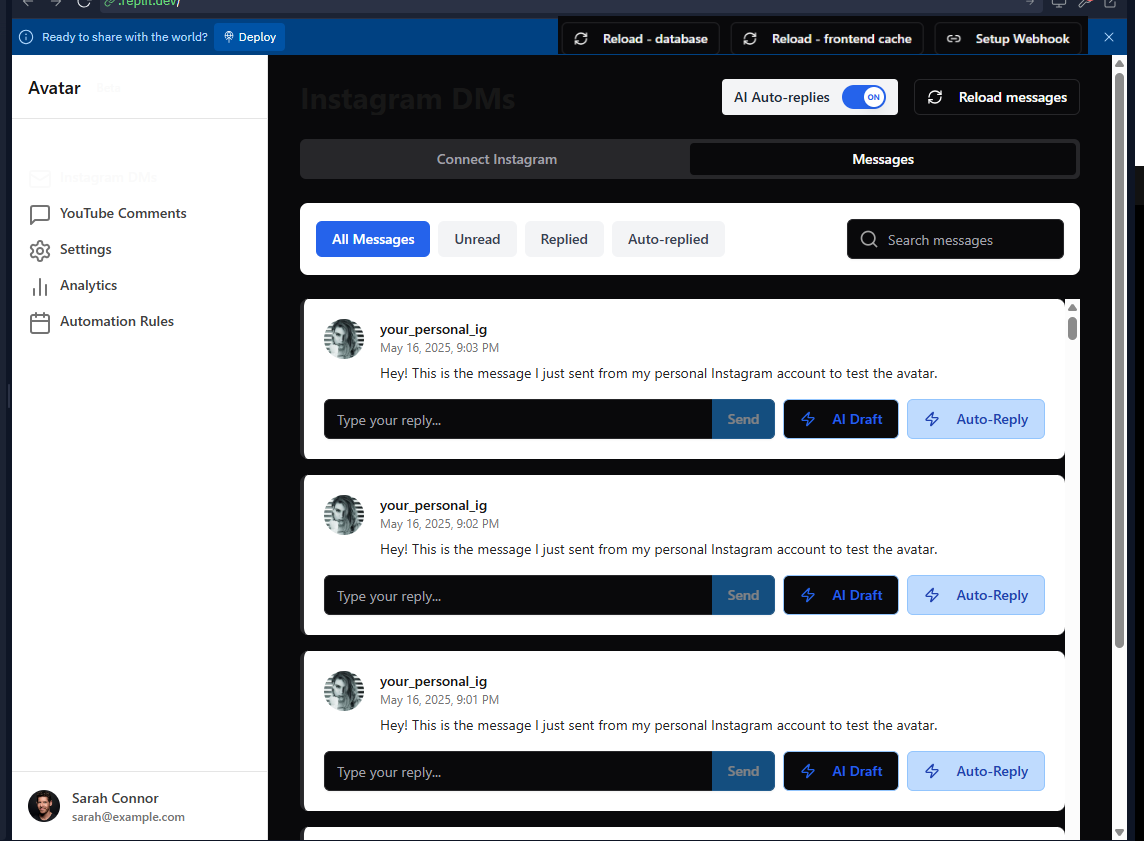 .replit.dev/
Ready to share with the world?
Deploy
Reload - database
Reload - frontend cache
Setup Webhook
Avatar
Beta
Instagram DMs
YouTube Comments
Settings
Analytics
Automation Rules
Sarah Connor
sarah@example.com
Instagram DMs
AI Auto-replies
ON
Reload messages
Connect Instagram
Messages
All Messages
Unread
Replied
Auto-replied
Search messages
your_personal_ig
May 16, 2025, 9:03 PM
Hey! This is the message I just sent from my personal Instagram account to test the avatar.
Type your reply...
Send
AI Draft
Auto-Reply
your_personal_ig
May 16, 2025, 9:02 PM
Hey! This is the message I just sent from my personal Instagram account to test the avatar.
Type your reply...
Send
AI Draft
Auto-Reply
your_personal_ig
May 16, 2025, 9:01 PM
Hey! This is the message I just sent from my personal Instagram account to test the avatar.
Type your reply...
Send
AI Draft
Auto-Reply